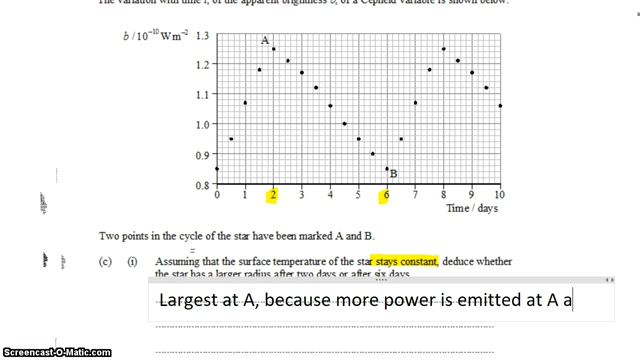 The variation with time t, of the apparent brightness b, of a Cepheid variable is shown below.
b / 10⁻¹⁰ W m⁻²
1.3
A
1.2
1.1
1.0
0.9
B
0.8
0 1 2 3 4 5 6 7 8 9 10
Time / days
Two points in the cycle of the star have been marked A and B.
(c) (i) Assuming that the surface temperature of the star stays constant, deduce whether
the star has a larger radius after two days or after six days.
Largest at A, because more power is emitted at A a
Screencast-O-Matic.com